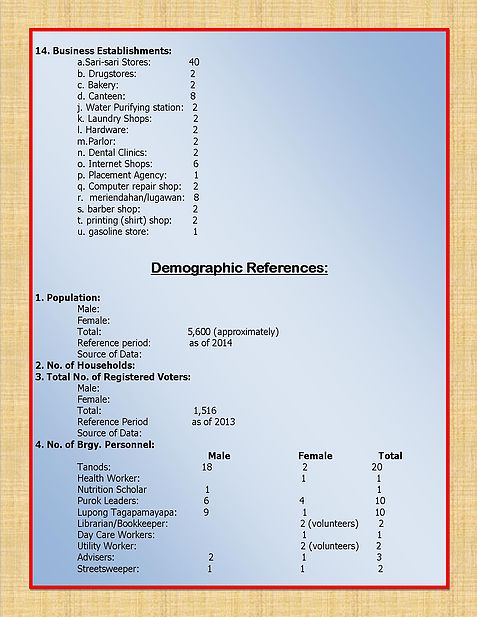 14. Business Establishments:
a.Sari-sari Stores: 40
b. Drugstores: 2
c. Bakery: 2
d. Canteen: 8
j. Water Purifying station: 2
k. Laundry Shops: 2
l. Hardware: 2
m.Parlor: 2
n. Dental Clinics: 2
o. Internet Shops: 6
p. Placement Agency: 1
q. Computer repair shop: 2
r. meriendahan/lugawan: 8
s. barber shop: 2
t. printing (shirt) shop: 2
u. gasoline store: 1
Demographic References:
1. Population:
Male:
Female:
Total: 5,600 (approximately)
Reference period: as of 2014
Source of Data:
2. No. of Households:
3. Total No. of Registered Voters:
Male:
Female:
Total: 1,516
Reference Period as of 2013
Source of Data:
4. No. of Brgy. Personnel:
Male Female Total
Tanods: 18 2 20
Health Worker: 1 1
Nutrition Scholar 1 1
Purok Leaders: 6 4 10
Lupong Tagapamayapa: 9 1 10
Librarian/Bookkeeper: 2 (volunteers) 2
Day Care Workers: 1 1
Utility Worker: 2 (volunteers) 2
Advisers: 2 1 3
Streetsweeper: 1 1 2